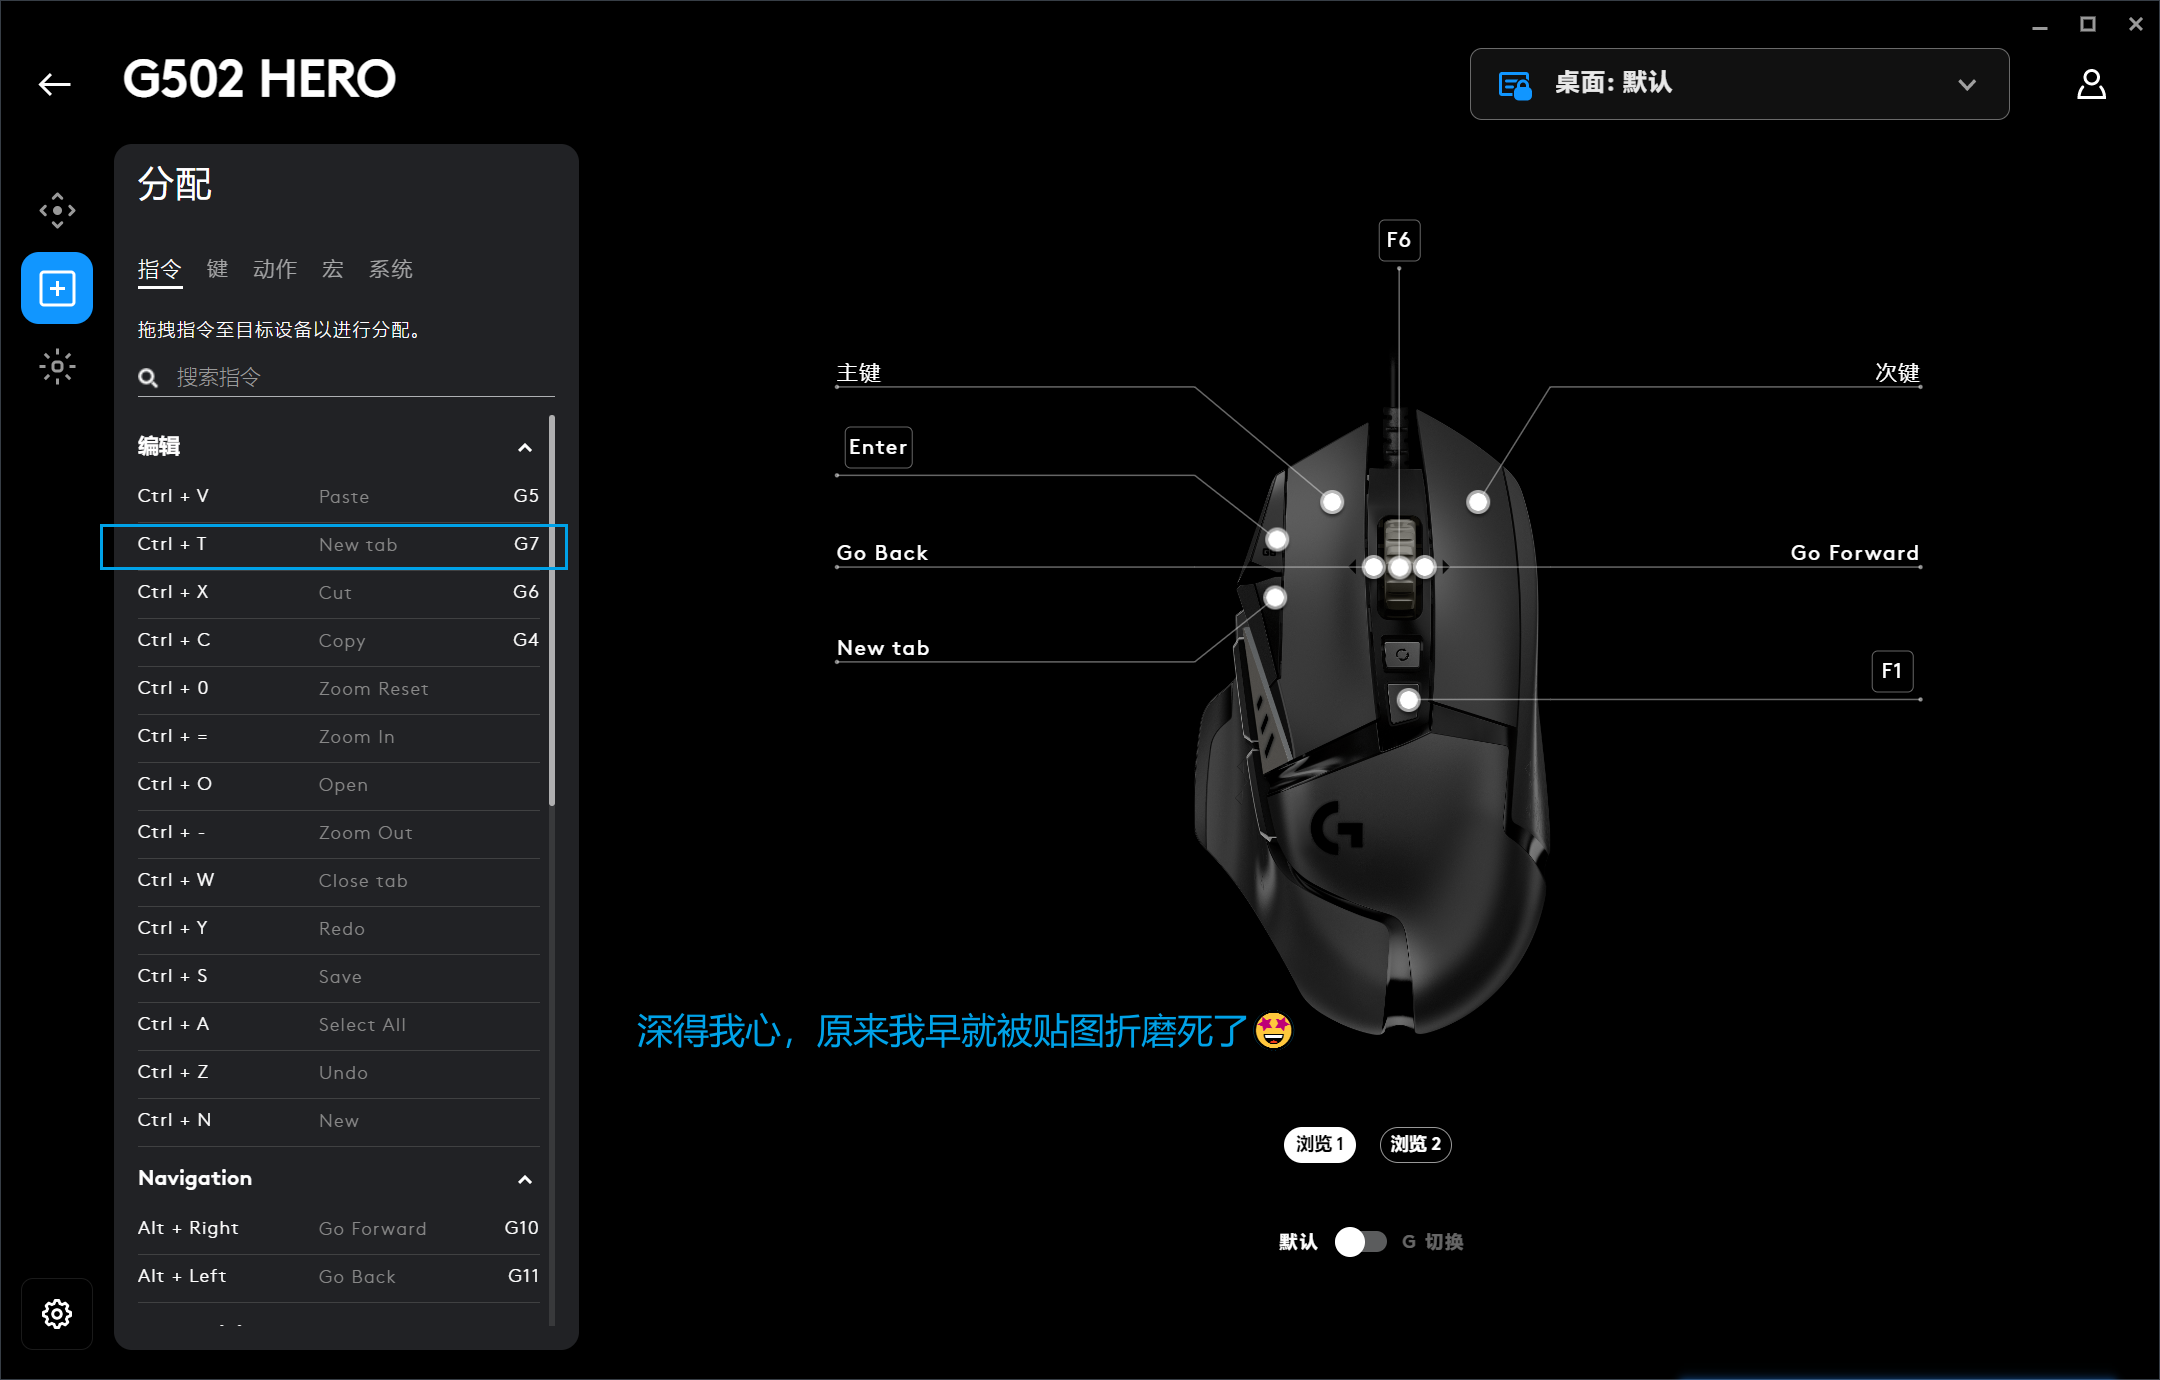 G502 HERO
桌面: 默认
分配
指令 键 动作 宏 系统
拖拽指令至目标设备以进行分配。
搜索指令
编辑
Ctrl + V Paste G5
Ctrl + T New tab G7
Ctrl + X Cut G6
Ctrl + C Copy G4
Ctrl + 0 Zoom Reset
Ctrl + = Zoom In
Ctrl + O Open
Ctrl + - Zoom Out
Ctrl + W Close tab
Ctrl + Y Redo
Ctrl + S Save
Ctrl + A Select All
Ctrl + Z Undo
Ctrl + N New
Navigation
Alt + Right Go Forward G10
Alt + Left Go Back G11
F6
主键
次键
Enter
Go Back
Go Forward
New tab
F1
深得我心，原来我早就被贴图折磨死了🤩
浏览 1 浏览 2
默认 G 切换